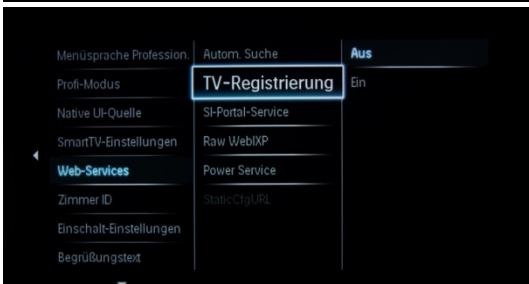 Menüsprache Profession.
Profi-Modus
Native UI-Quelle
SmartTV-Einstellungen
Web-Services
Zimmer ID
Einschalt-Einstellungen
Begrüßungstext
Autom. Suche
TV-Registrierung
SI-Portal-Service
Raw WebIXP
Power Service
StaticCfgURL
Aus
Ein